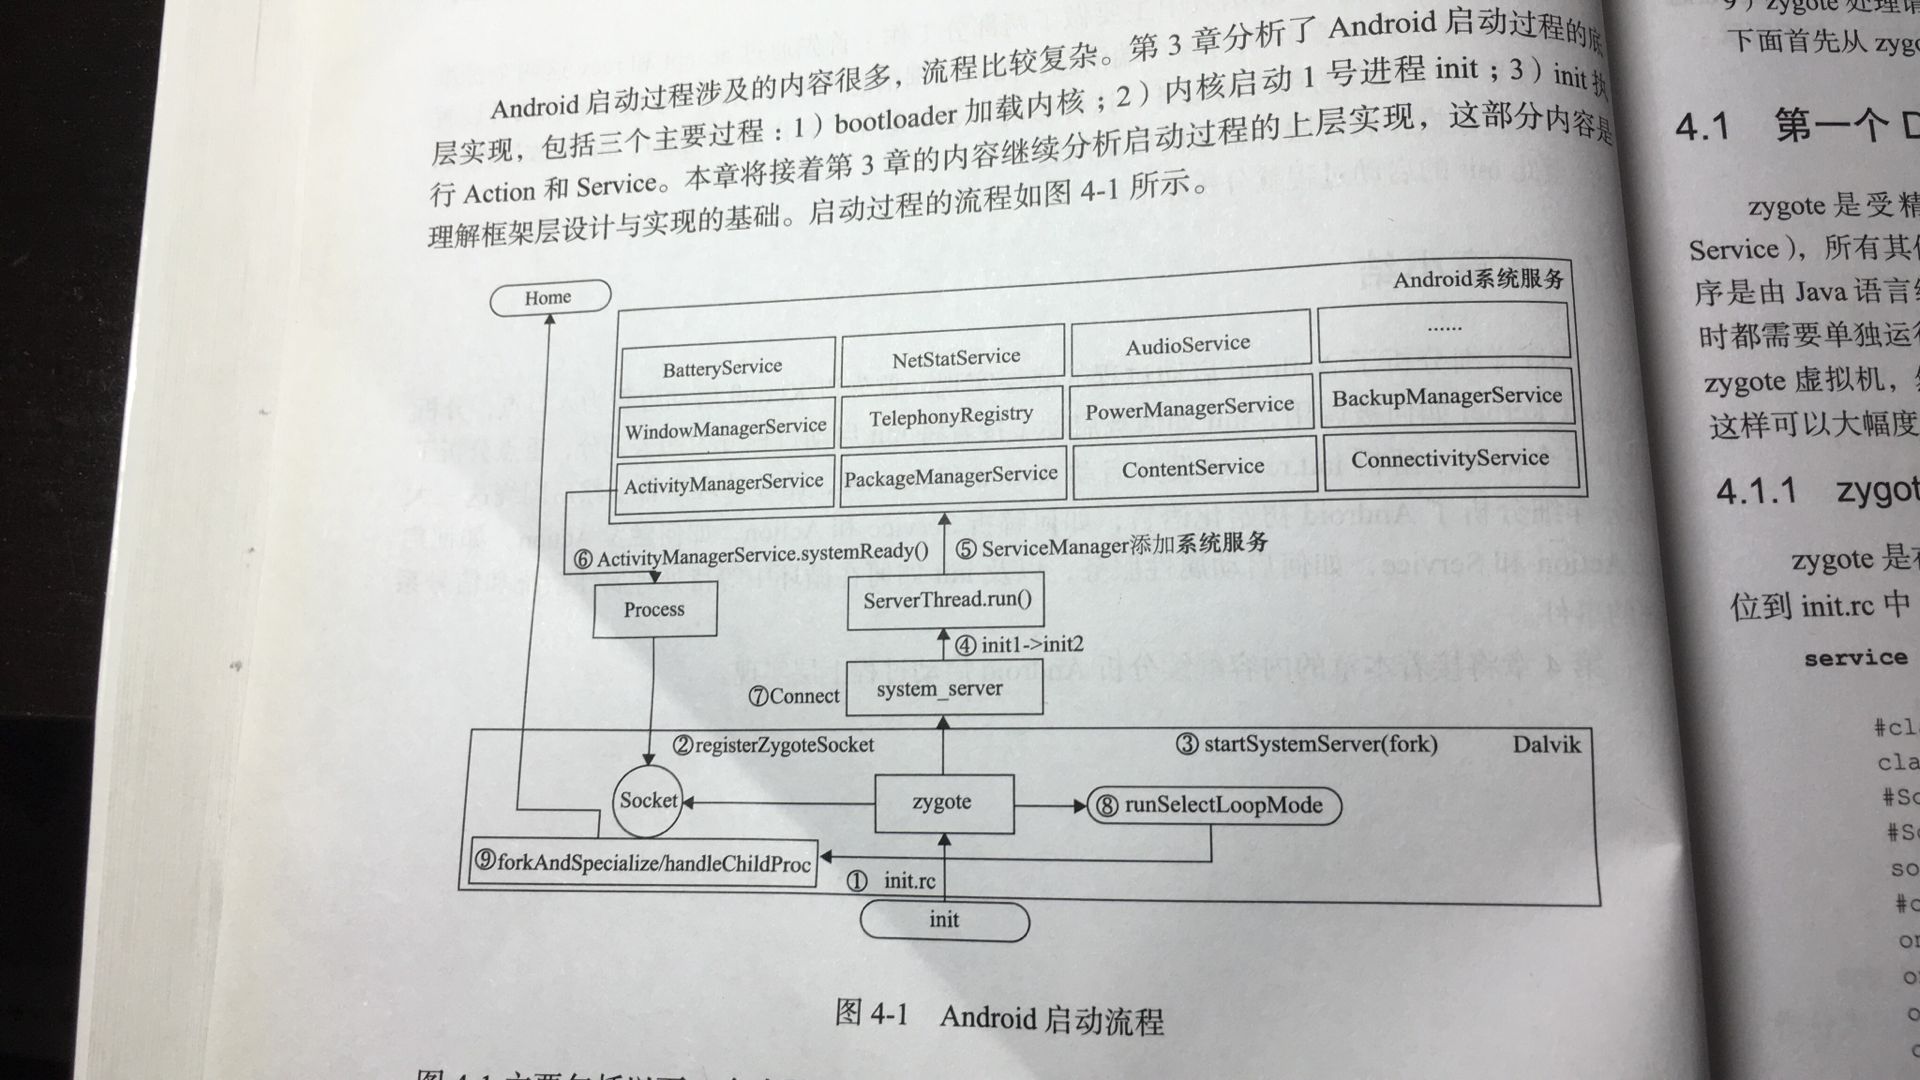 Android 启动过程涉及的内容很多，流程比较复杂。第 3 章分析了 Android 启动过程的底
层实现，包括三个主要过程：1）bootloader 加载内核；2）内核启动 1 号进程 init；3）init 执
行 Action 和 Service。本章将接着第 3 章的内容继续分析启动过程的上层实现，这部分内容是
理解框架层设计与实现的基础。启动过程的流程如图 4-1 所示。
Home
Android系统服务
BatteryService
NetStatService
AudioService
……
WindowManagerService
TelephonyRegistry
PowerManagerService
BackupManagerService
ActivityManagerService
PackageManagerService
ContentService
ConnectivityService
⑥ ActivityManagerService.systemReady()
⑤ ServiceManager添加系统服务
Process
ServerThread.run()
④ init1->init2
⑦Connect
system_server
②registerZygoteSocket
③ startSystemServer(fork)
Dalvik
Socket
zygote
⑧ runSelectLoopMode
⑨forkAndSpecialize/handleChildProc
① init.rc
init
图 4-1 Android 启动流程
下面首先从 zygo
4.1 第一个
zygote 是受精
Service），所有其
序是由 Java 语言
时都需要单独运
zygote 虚拟机，
这样可以大幅度
4.1.1 zygot
zygote 是
位到 init.rc 中
service
#cl
cla
#So
#S
so
#c
on